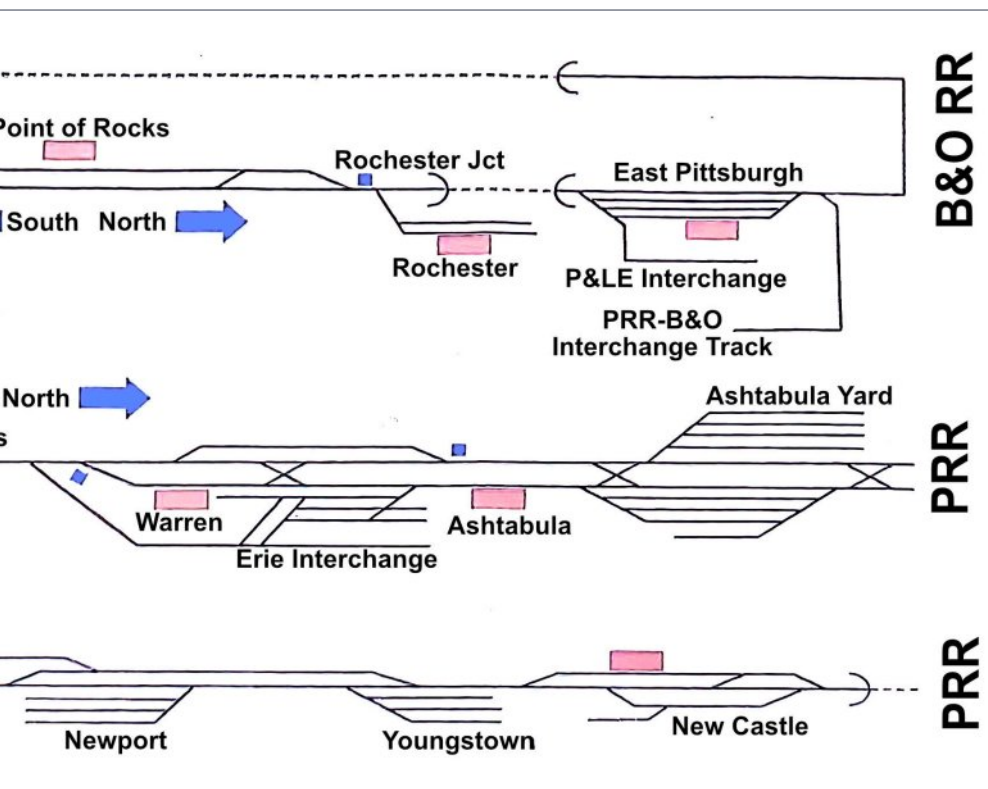 B&O RR
Point of Rocks
Rochester Jct
East Pittsburgh
South North
Rochester
P&LE Interchange
PRR-B&O
Interchange Track
North
Ashtabula Yard
s
PRR
Warren
Ashtabula
Erie Interchange
PRR
New Castle
Newport
Youngstown